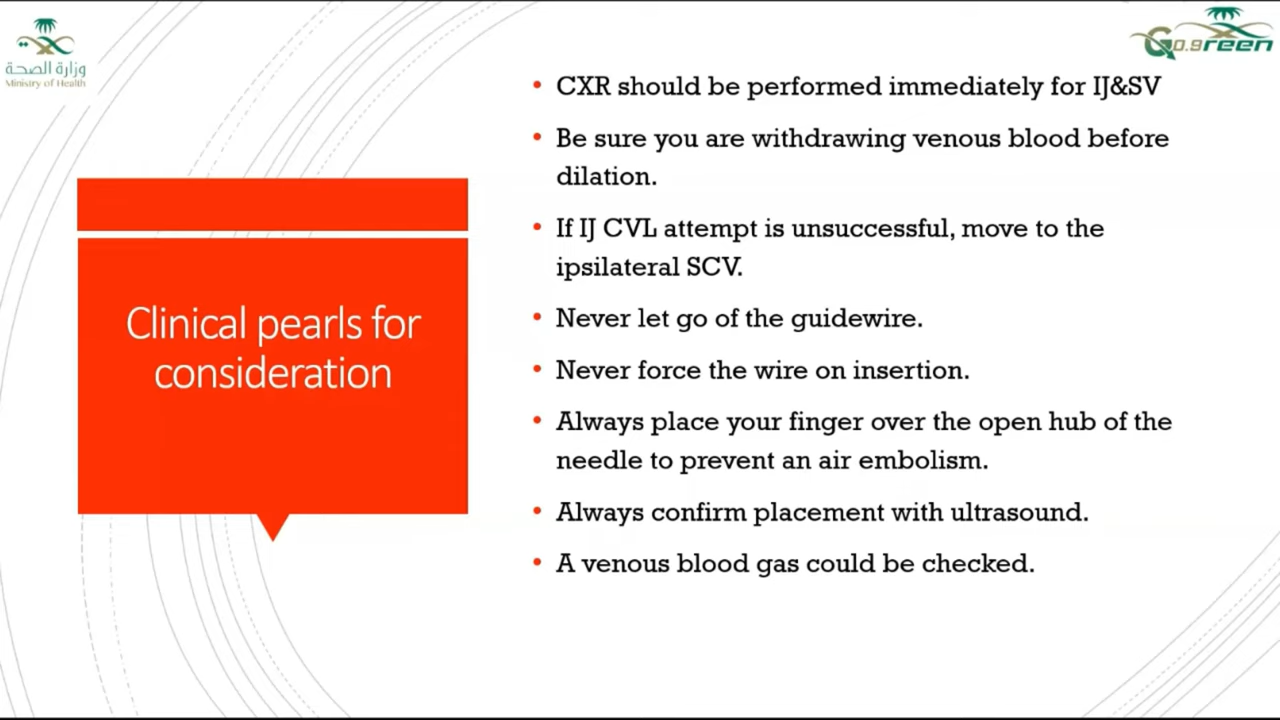 وزارة الصحة
Ministry of Health
Go.green
• CXR should be performed immediately for IJ&SV
• Be sure you are withdrawing venous blood before
dilation.
• If IJ CVL attempt is unsuccessful, move to the
ipsilateral SCV.
• Never let go of the guidewire.
• Never force the wire on insertion.
• Always place your finger over the open hub of the
needle to prevent an air embolism.
• Always confirm placement with ultrasound.
• A venous blood gas could be checked.
Clinical pearls for
consideration